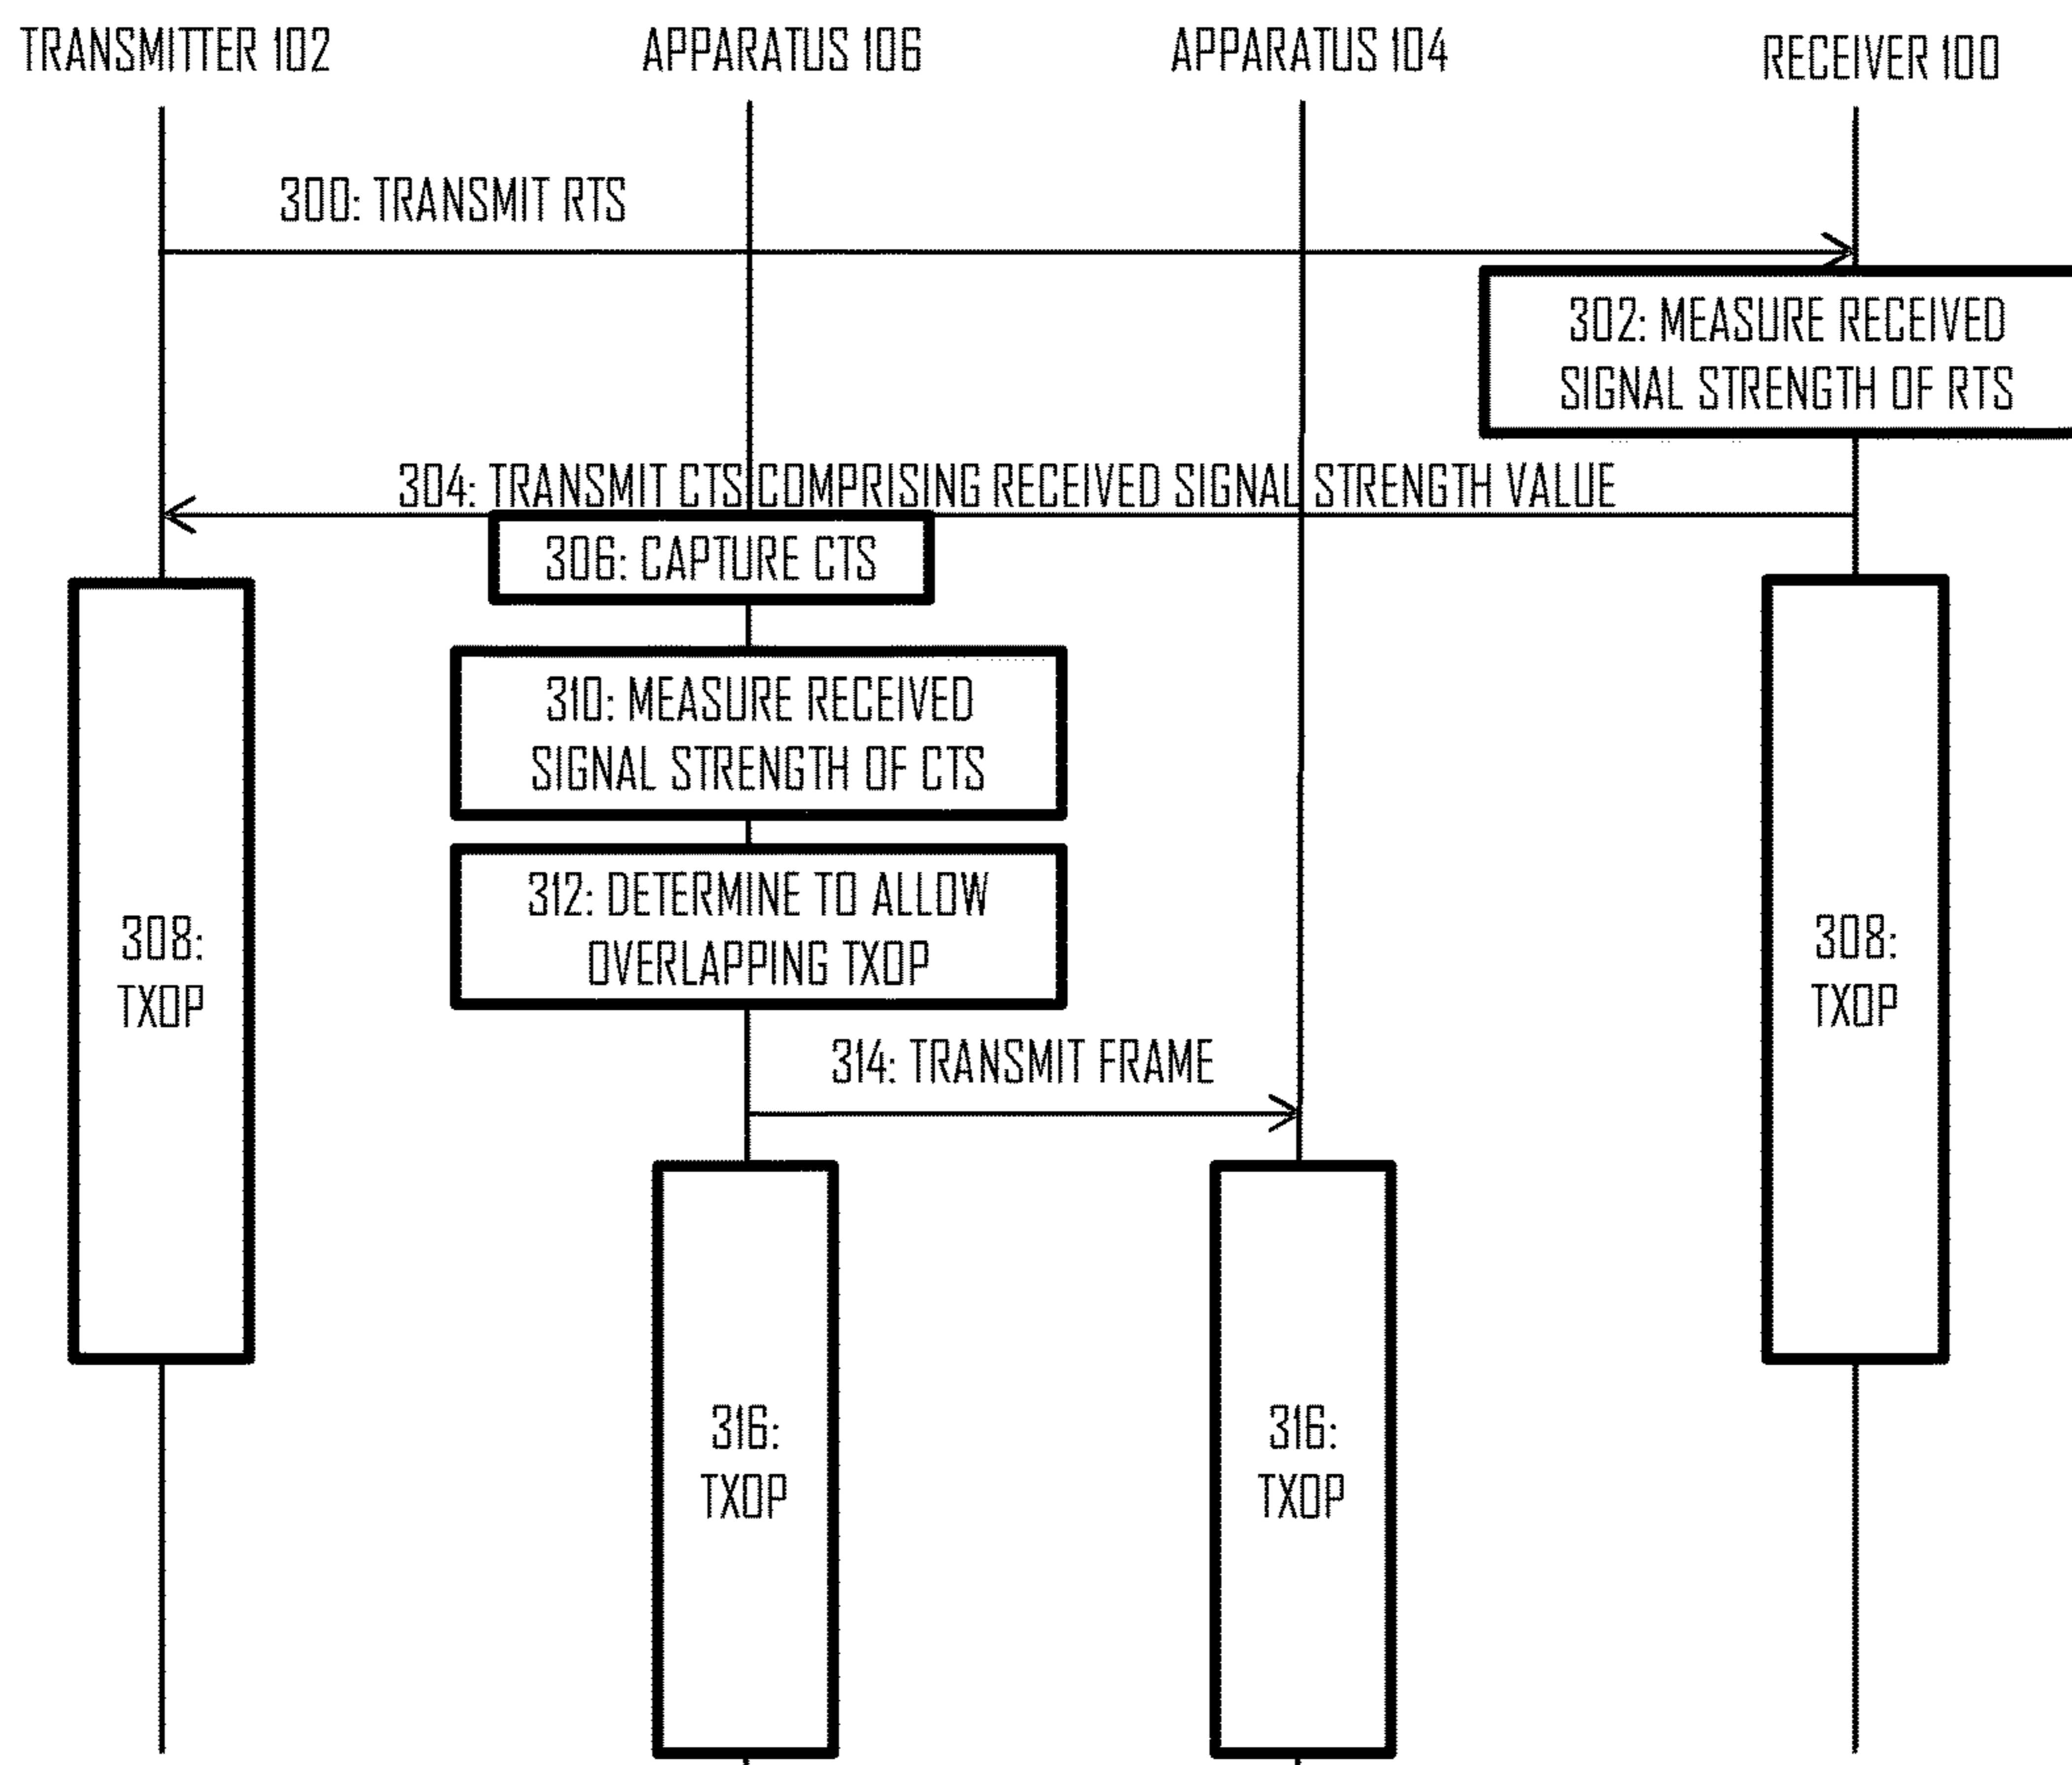 TRANSMITTER 102
APPARATUS 106
APPARATUS 104
RECEIVER 100
300: TRANSMIT RTS
302: MEASURE RECEIVED
SIGNAL STRENGTH OF RTS
304: TRANSMIT CTS COMPRISING RECEIVED SIGNAL STRENGTH VALUE
306: CAPTURE CTS
310: MEASURE RECEIVED
SIGNAL STRENGTH OF CTS
312: DETERMINE TO ALLOW
OVERLAPPING TXOP
308:
TXOP
308:
TXOP
314: TRANSMIT FRAME
316:
TXOP
316:
TXOP